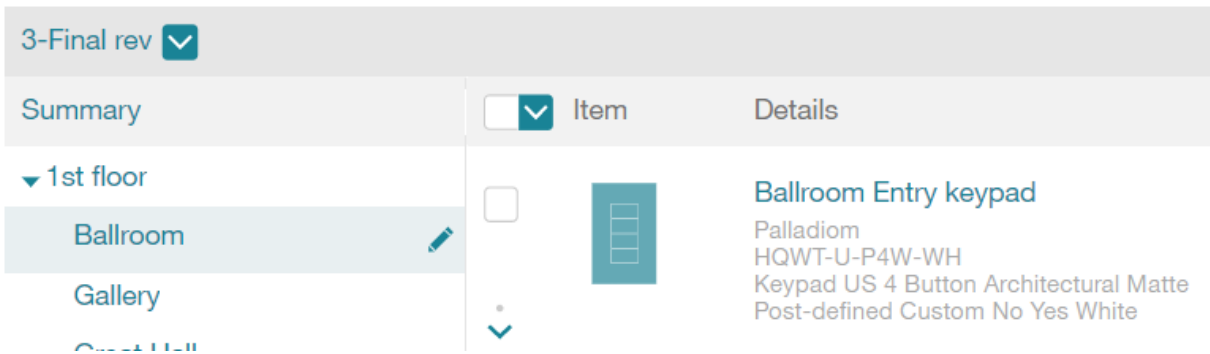 3-Final rev
Summary
Item
Details
1st floor
Ballroom
Gallery
Ballroom Entry keypad
Palladiom
HQWT-U-P4W-WH
Keypad US 4 Button Architectural Matte
Post-defined Custom No Yes White